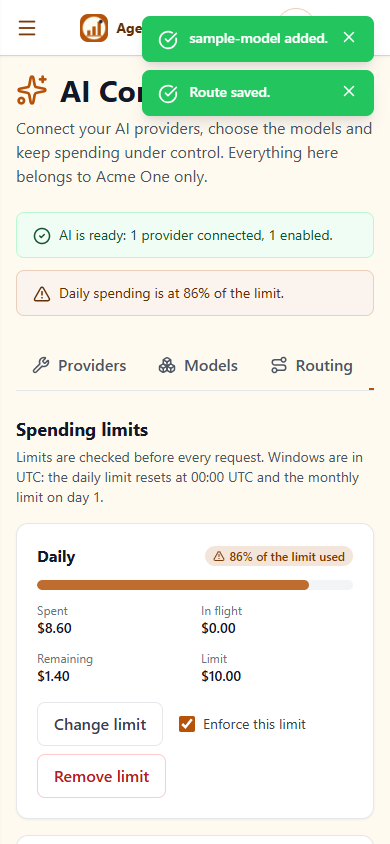 sample-model added.
Route saved.
Connect your AI providers, choose the models and
keep spending under control. Everything here
belongs to Acme One only.
AI is ready: 1 provider connected, 1 enabled.
Daily spending is at 86% of the limit.
Providers Models Routing
Spending limits
Limits are checked before every request. Windows are in
UTC: the daily limit resets at 00:00 UTC and the monthly
limit on day 1.
Daily 86% of the limit used
Spent In flight
$8.60 $0.00
Remaining Limit
$1.40 $10.00
Change limit Enforce this limit
Remove limit